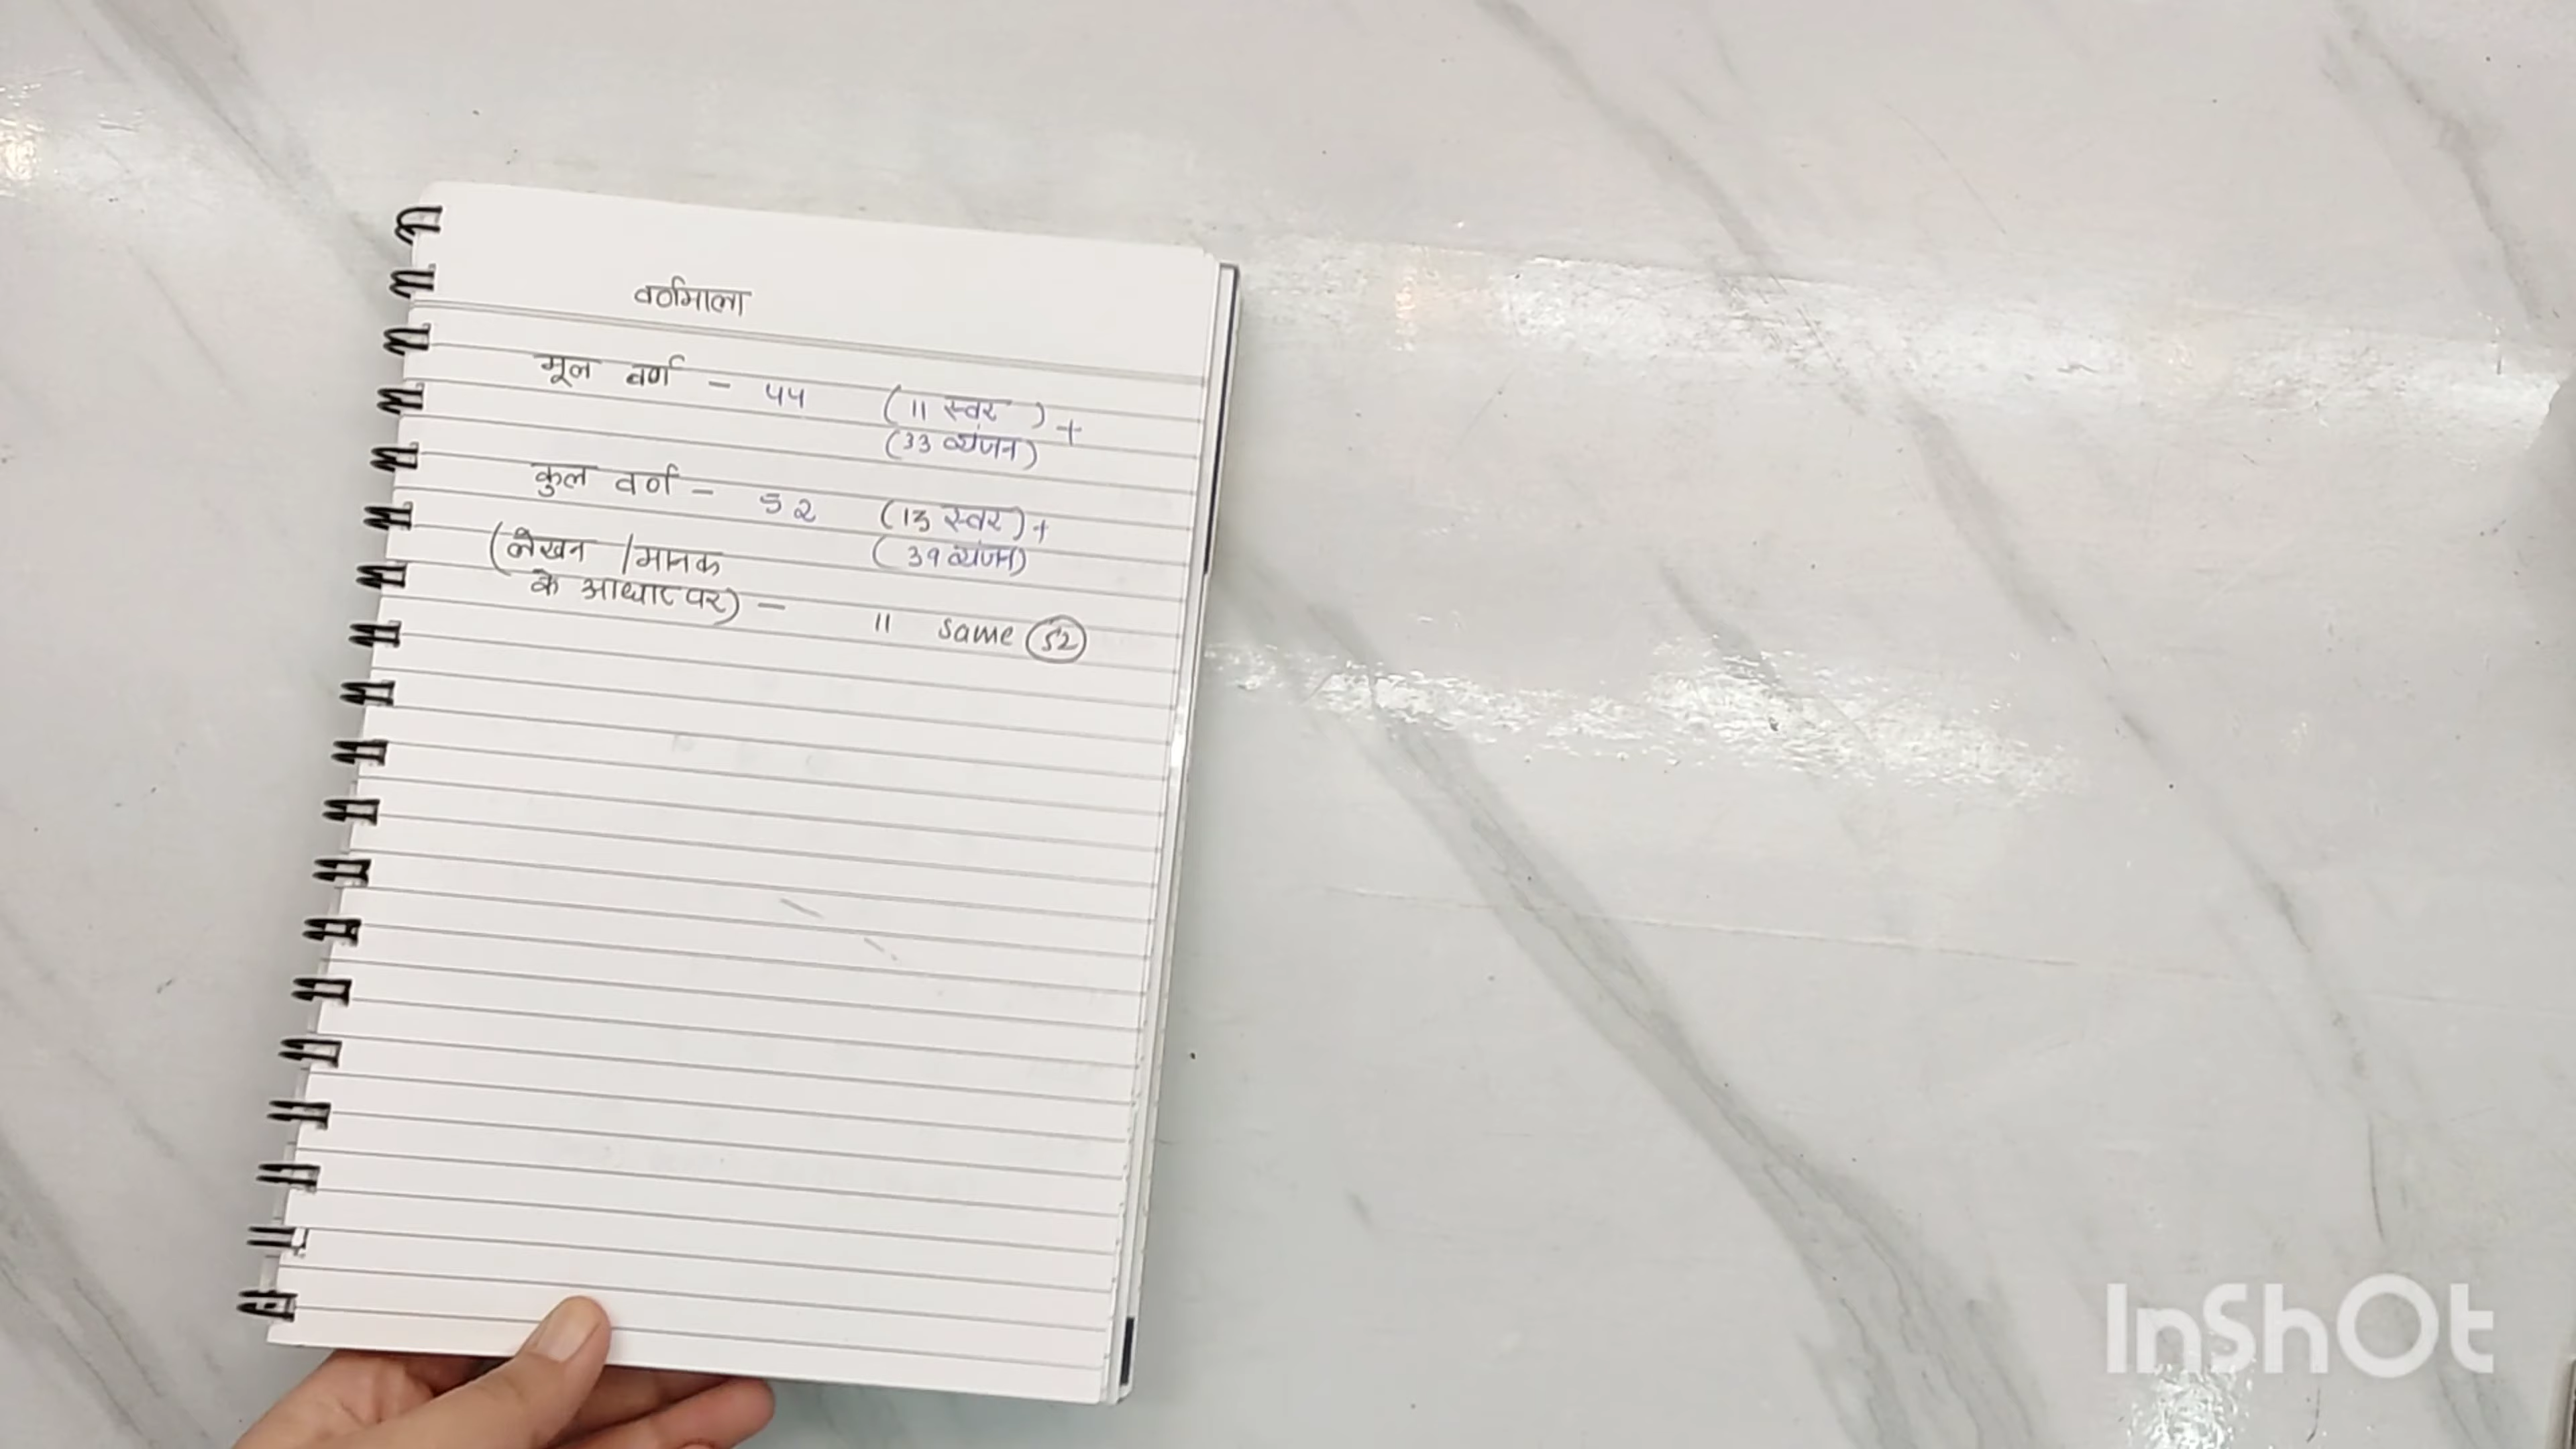 वर्णमाला
मूल वर्ण - 44 (11 स्वर) +
(33 व्यंजन)
कुल वर्ण - 52 (13 स्वर) +
(39 व्यंजन)
(लेखन / मानक
के आधार पर) - 11 same 52
InShOt